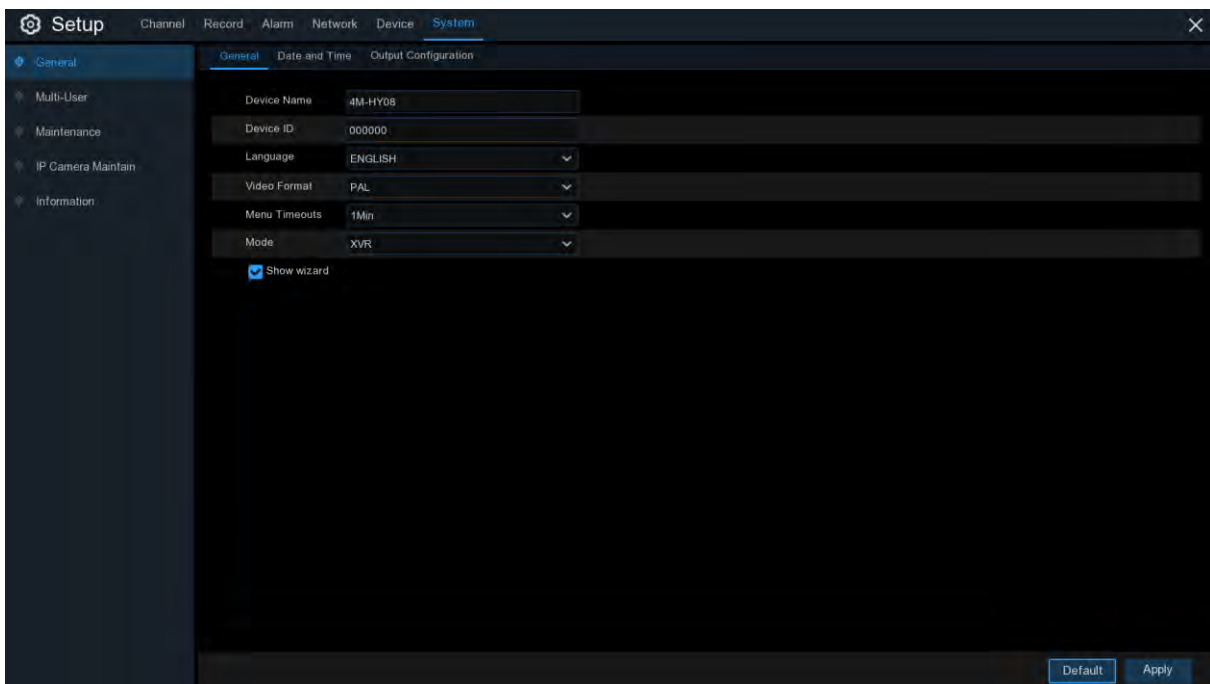 Setup Channel Record Alarm Network Device System
General
Multi-User
Maintenance
IP Camera Maintain
Information
General Date and Time Output Configuration
Device Name 4M-HY08
Device ID 000000
Language ENGLISH
Video Format PAL
Menu Timeouts 1Min
Mode XVR
Show wizard
Default Apply